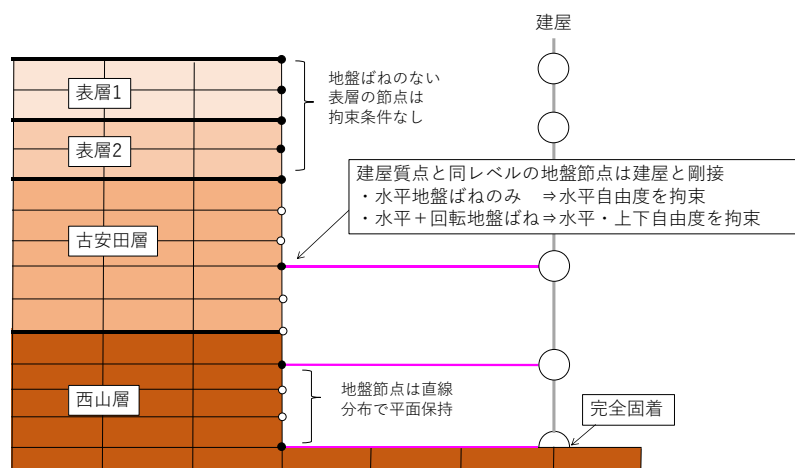 建屋
表層1
地盤ばねのない
表層の節点は
拘束条件なし
表層2
建屋質点と同レベルの地盤節点は建屋と剛接
・水平地盤ばねのみ　⇒水平自由度を拘束
・水平＋回転地盤ばね⇒水平・上下自由度を拘束
古安田層
西山層
地盤節点は直線
分布で平面保持
完全固着